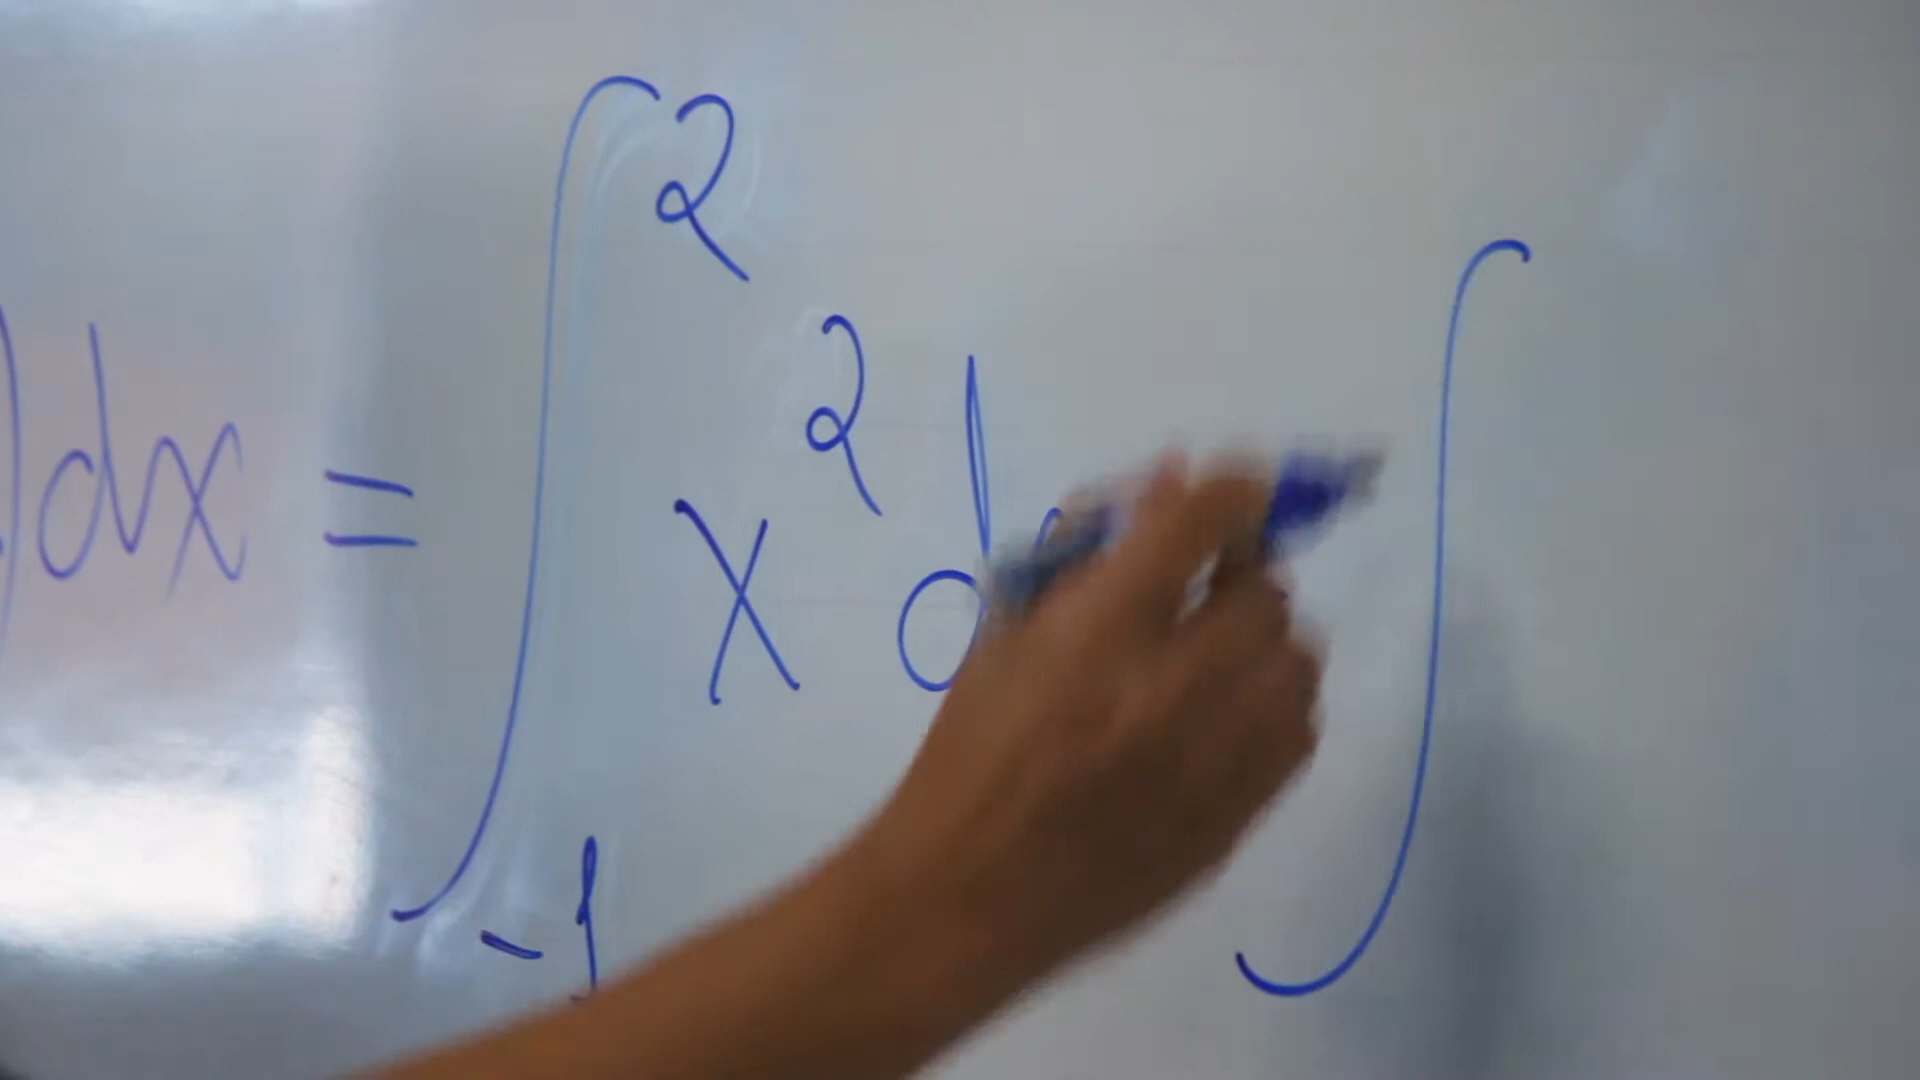 )dx = ∫₋₁² x² d ∫